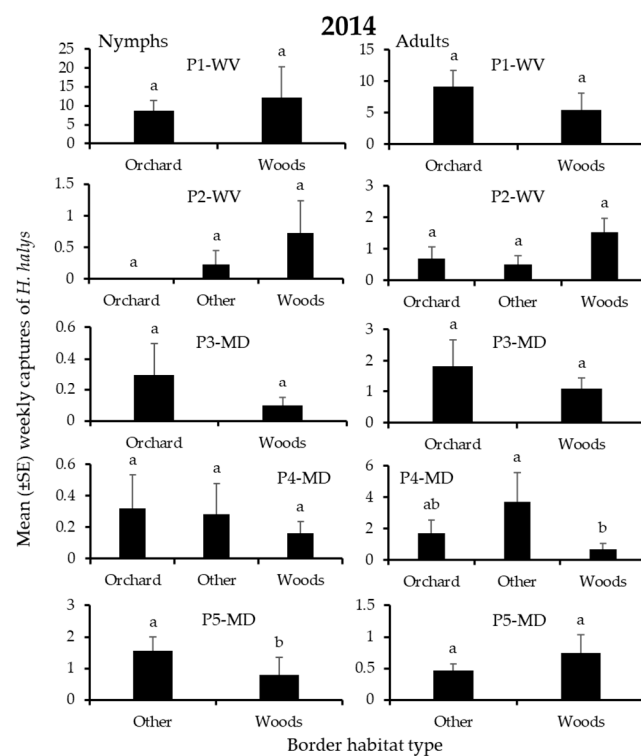 2014
Nymphs
Adults
Mean (±SE) weekly captures of H. halys
P1-WV
25
20
15
10
5
0
a
a
Orchard Woods
P1-WV
15
10
5
0
a
a
Orchard Woods
P2-WV
1.5
1
0.5
0
a
a
a
Orchard Other Woods
P2-WV
3
2
1
0
a
a
a
Orchard Other Woods
P3-MD
0.6
0.4
0.2
0
a
a
Orchard Woods
P3-MD
3
2
1
0
a
a
Orchard Woods
P4-MD
0.6
0.4
0.2
0
a
a
a
Orchard Other Woods
P4-MD
6
4
2
0
ab
a
b
Orchard Other Woods
P5-MD
3
2
1
0
a
b
Other Woods
P5-MD
1.5
1
0.5
0
a
a
Other Woods
Border habitat type